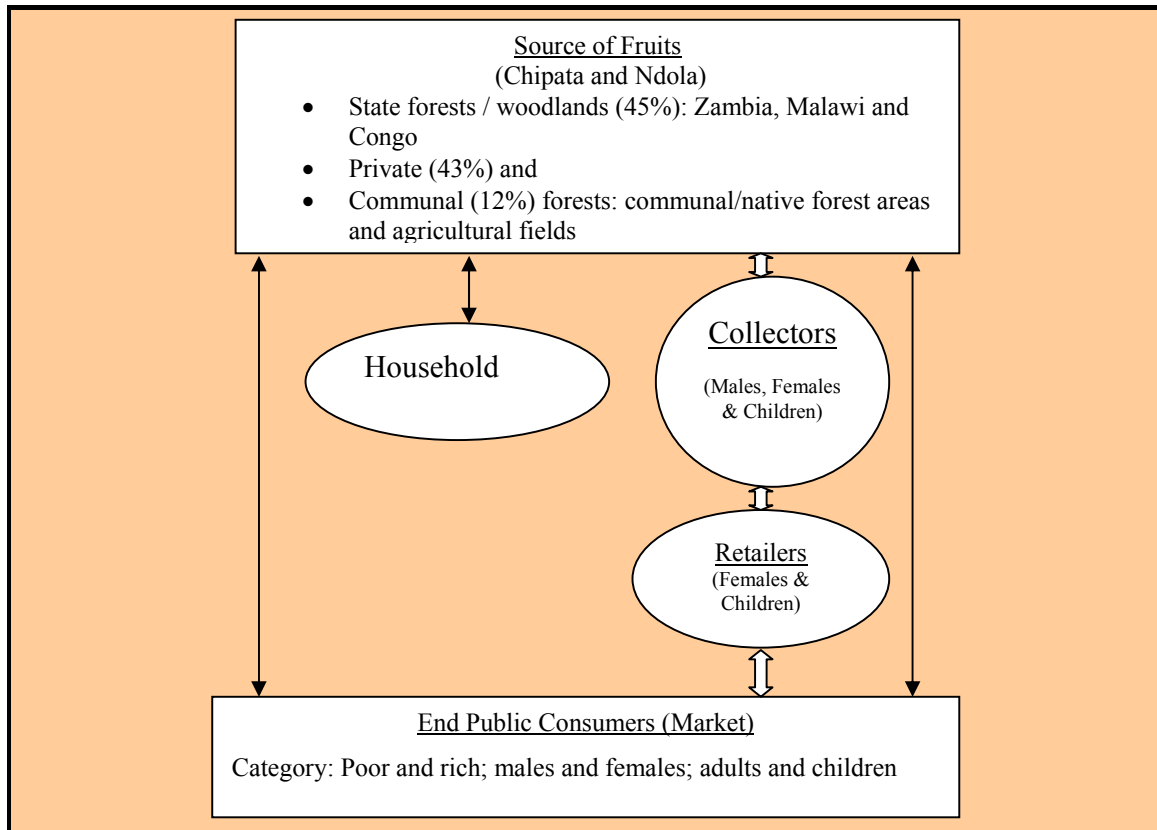 Source of Fruits
(Chipata and Ndola)
• State forests / woodlands (45%): Zambia, Malawi and
Congo
• Private (43%) and
• Communal (12%) forests: communal/native forest areas
and agricultural fields
Household
Collectors
(Males, Females
& Children)
Retailers
(Females &
Children)
End Public Consumers (Market)
Category: Poor and rich; males and females; adults and children